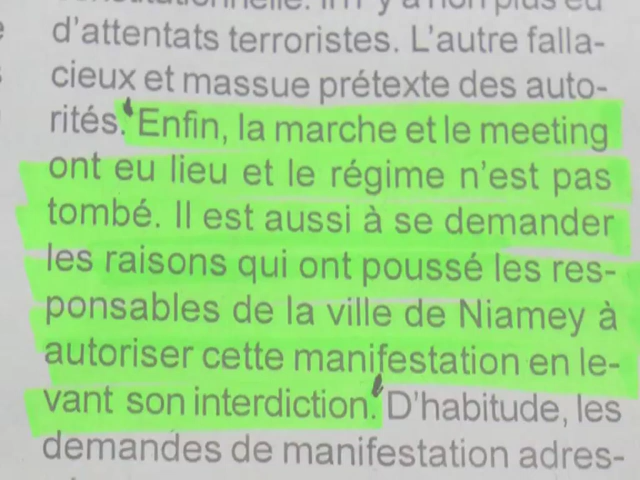 d'attentats terroristes. L'autre falla-
cieux et massue prétexte des auto-
rités. Enfin, la marche et le meeting
ont eu lieu et le régime n'est pas
tombé. Il est aussi à se demander
les raisons qui ont poussé les res-
ponsables de la ville de Niamey à
autoriser cette manifestation en le-
vant son interdiction. D'habitude, les
demandes de manifestation adres-